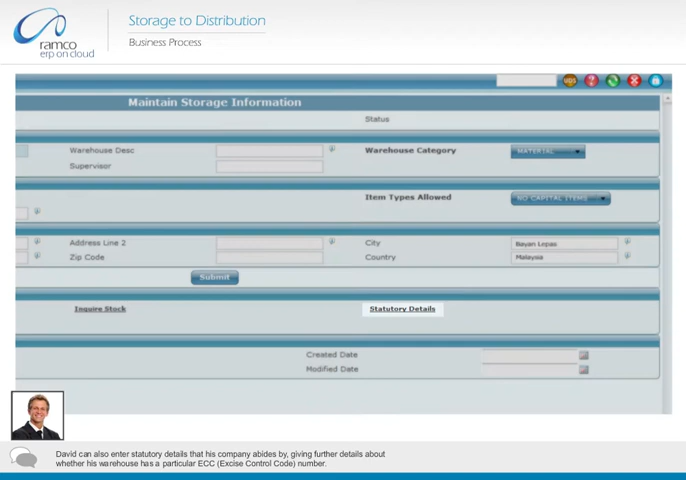 Storage to Distribution
ramco
erp on cloud
Business Process
Maintain Storage Information
Status
Warehouse Desc
Warehouse Category
MATERIAL
Supervisor
Item Types Allowed
NO CAPITAL ITEMS
Address Line 2
City
Bayan Lepas
Zip Code
Country
Malaysia
Submit
Inquire Stock
Statutory Details
Created Date
Modified Date
David can also enter statutory details that his company abides by, giving further details about
whether his warehouse has a particular ECC (Excise Control Code) number.